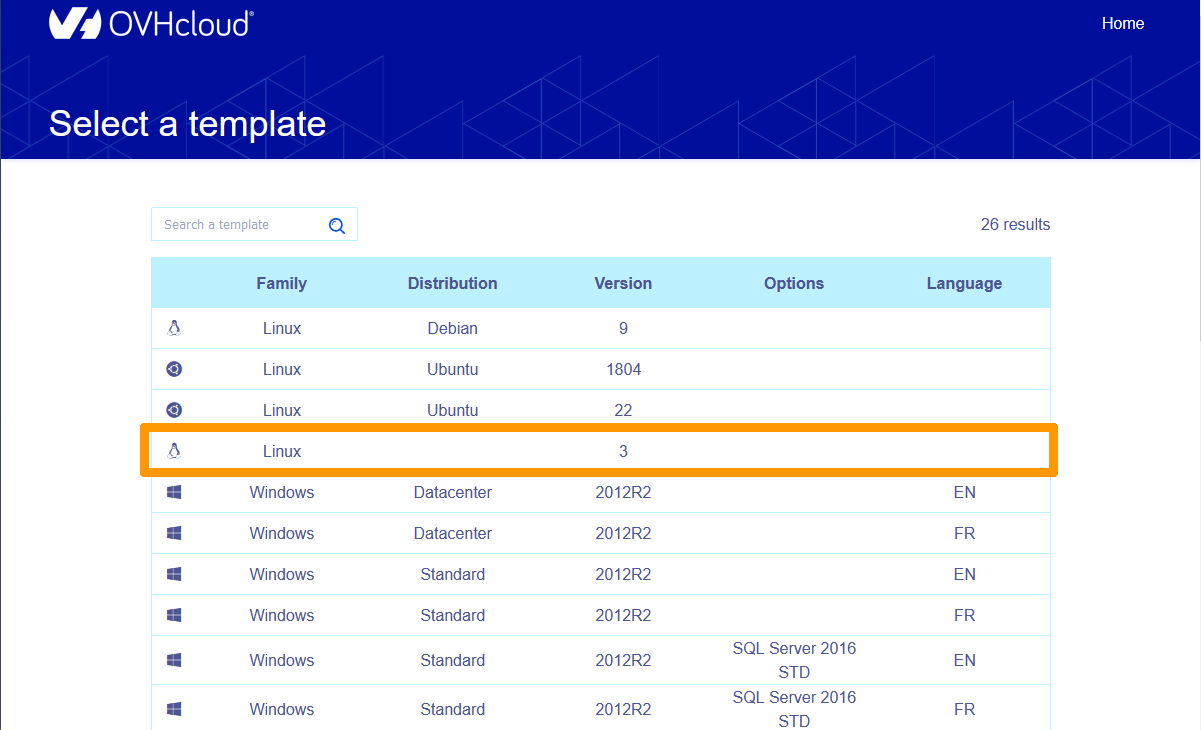 OVHcloud®
Home
Select a template
Search a template
26 results
Family Distribution Version Options Language
Linux Debian 9
Linux Ubuntu 1804
Linux Ubuntu 22
Linux 3
Windows Datacenter 2012R2 EN
Windows Datacenter 2012R2 FR
Windows Standard 2012R2 EN
Windows Standard 2012R2 FR
Windows Standard 2012R2 SQL Server 2016 STD EN
Windows Standard 2012R2 SQL Server 2016 STD FR